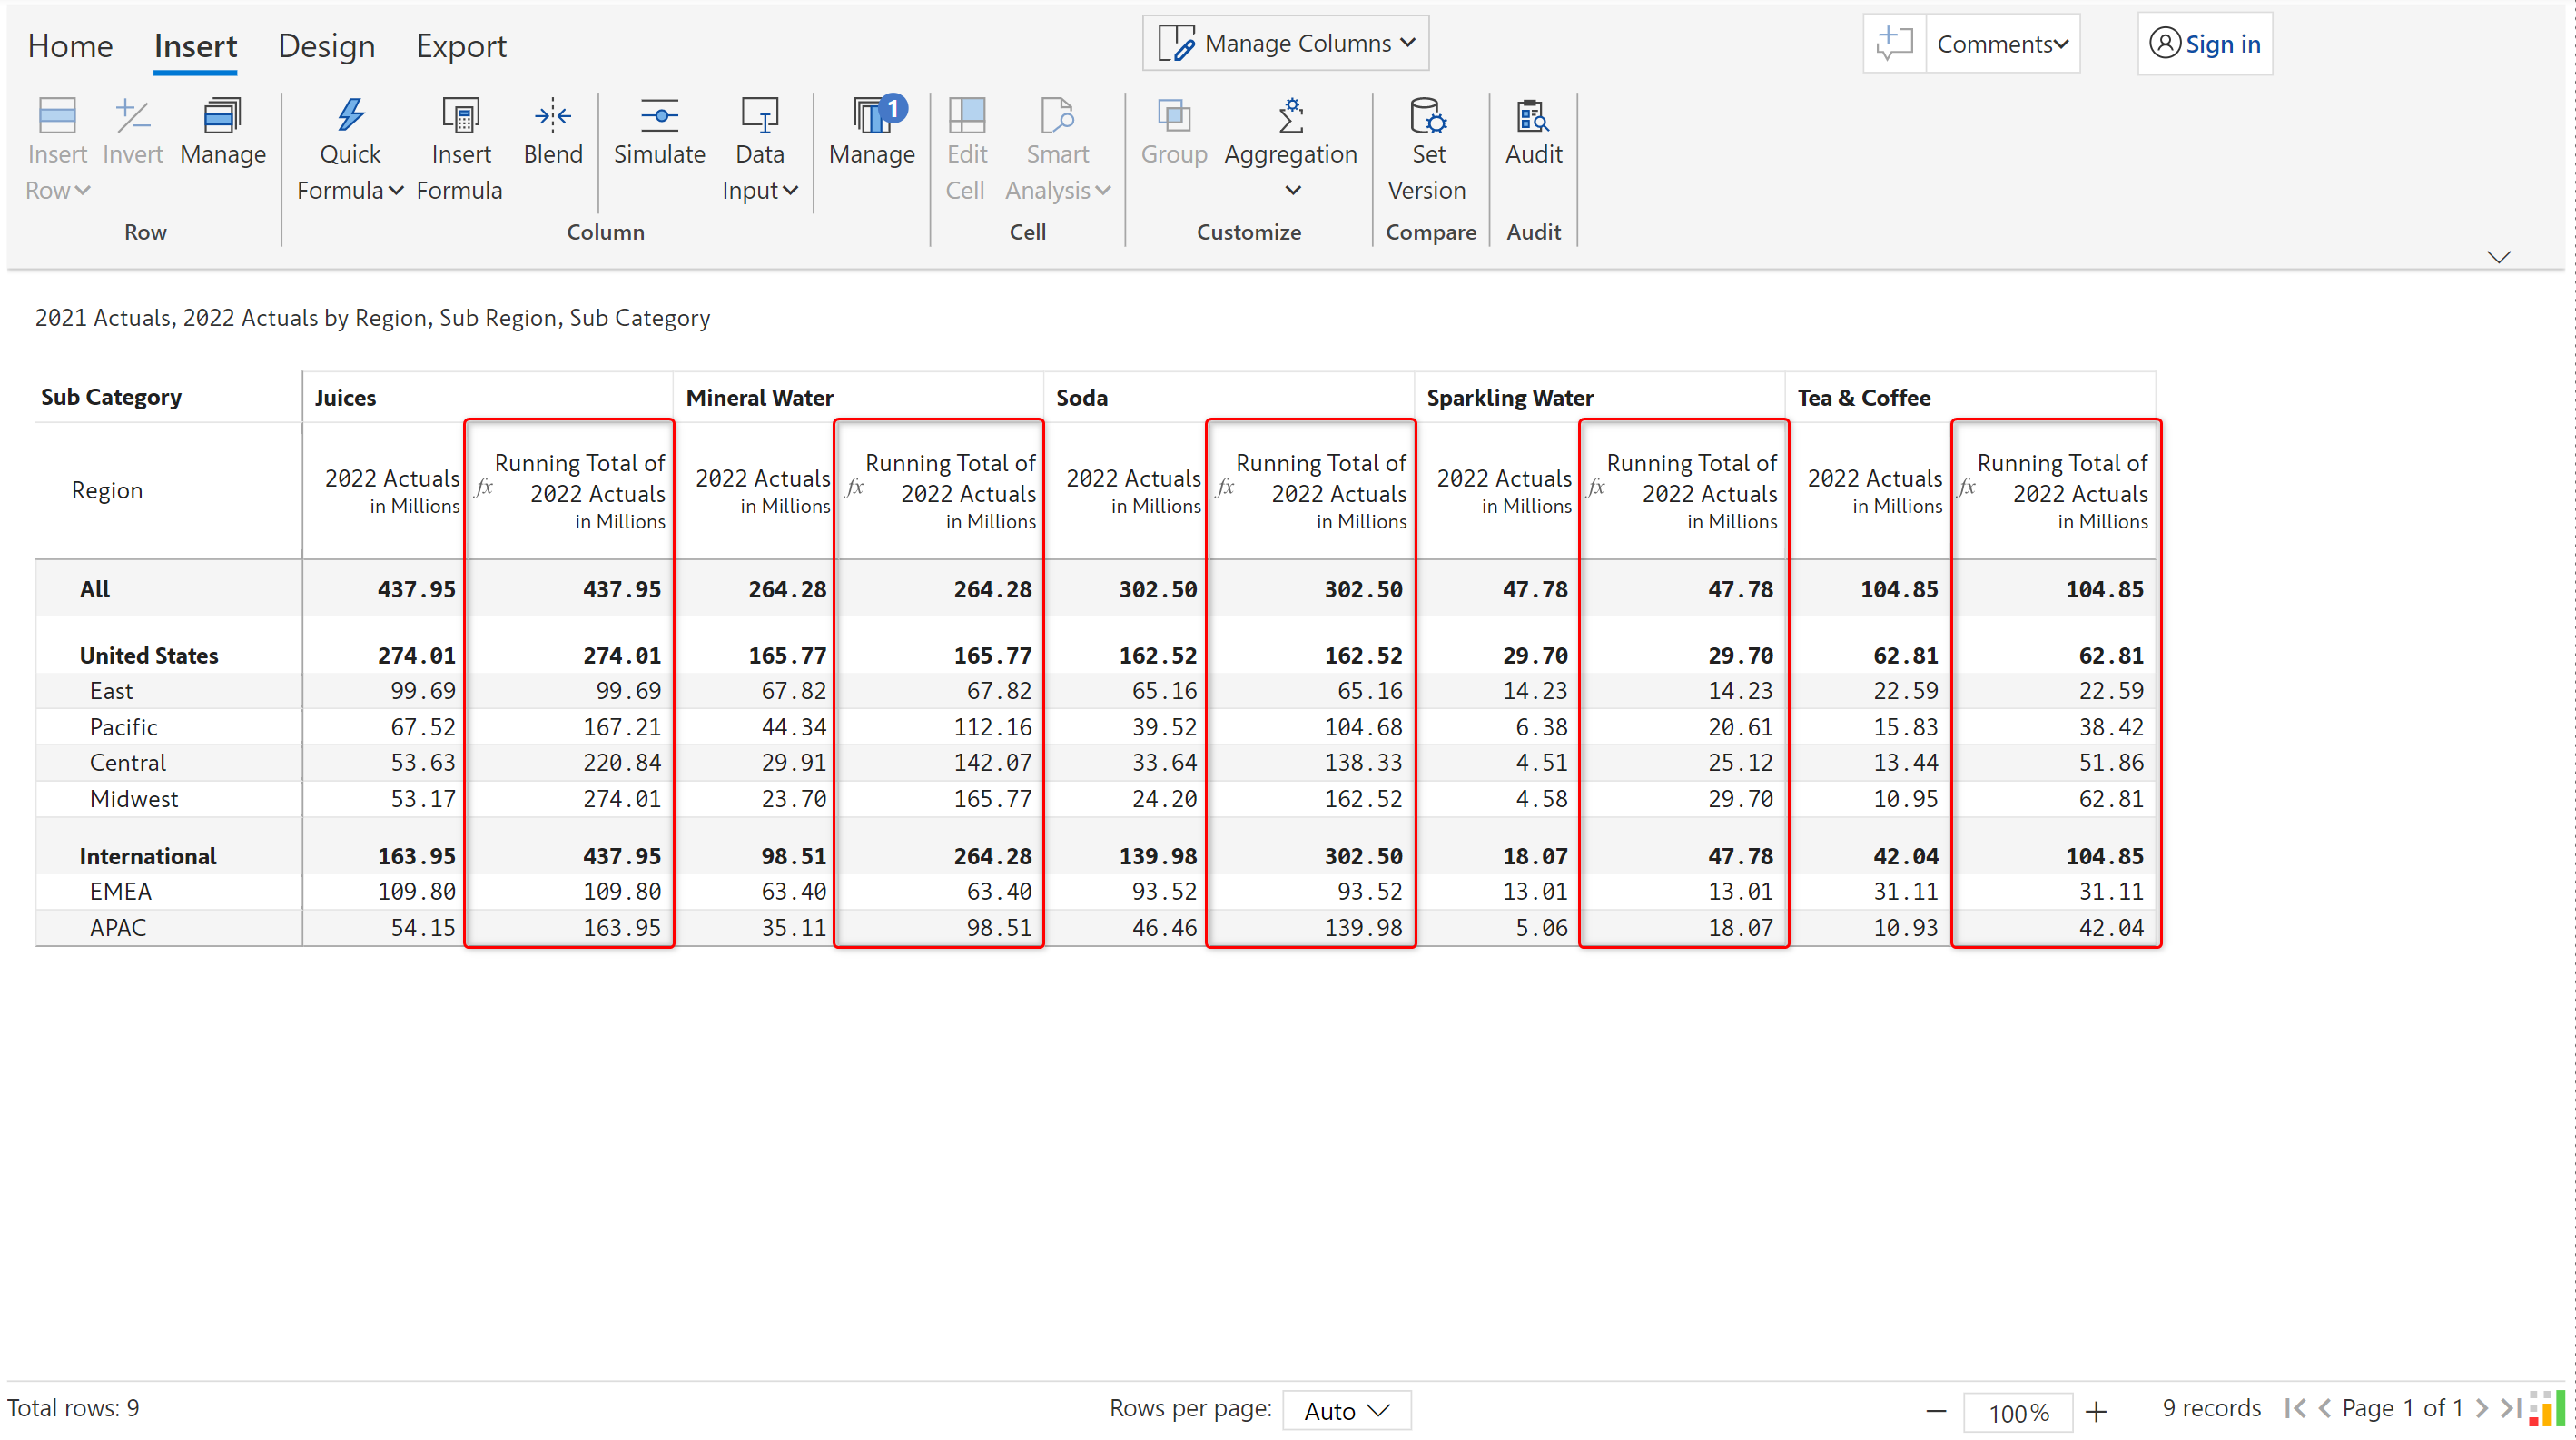 Home Insert Design Export Manage Columns Comments Sign in
1
Insert Invert Manage Quick Insert Blend Simulate Data Manage Edit Smart Group Aggregation Set Audit
Row Formula Formula Input Cell Analysis Version
Row Column Cell Customize Compare Audit
2021 Actuals, 2022 Actuals by Region, Sub Region, Sub Category
Sub Category Juices Mineral Water Soda Sparkling Water Tea & Coffee
Running Total of Running Total of Running Total of Running Total of Running Total of
Region 2022 Actuals fx 2022 Actuals 2022 Actuals fx 2022 Actuals 2022 Actuals fx 2022 Actuals 2022 Actuals fx 2022 Actuals 2022 Actuals fx 2022 Actuals
in Millions in Millions in Millions in Millions in Millions in Millions in Millions in Millions in Millions in Millions
All 437.95 437.95 264.28 264.28 302.50 302.50 47.78 47.78 104.85 104.85
United States 274.01 274.01 165.77 165.77 162.52 162.52 29.70 29.70 62.81 62.81
East 99.69 99.69 67.82 67.82 65.16 65.16 14.23 14.23 22.59 22.59
Pacific 67.52 167.21 44.34 112.16 39.52 104.68 6.38 20.61 15.83 38.42
Central 53.63 220.84 29.91 142.07 33.64 138.33 4.51 25.12 13.44 51.86
Midwest 53.17 274.01 23.70 165.77 24.20 162.52 4.58 29.70 10.95 62.81
International 163.95 437.95 98.51 264.28 139.98 302.50 18.07 47.78 42.04 104.85
EMEA 109.80 109.80 63.40 63.40 93.52 93.52 13.01 13.01 31.11 31.11
APAC 54.15 163.95 35.11 98.51 46.46 139.98 5.06 18.07 10.93 42.04
Total rows: 9 Rows per page: Auto 100% 9 records Page 1 of 1